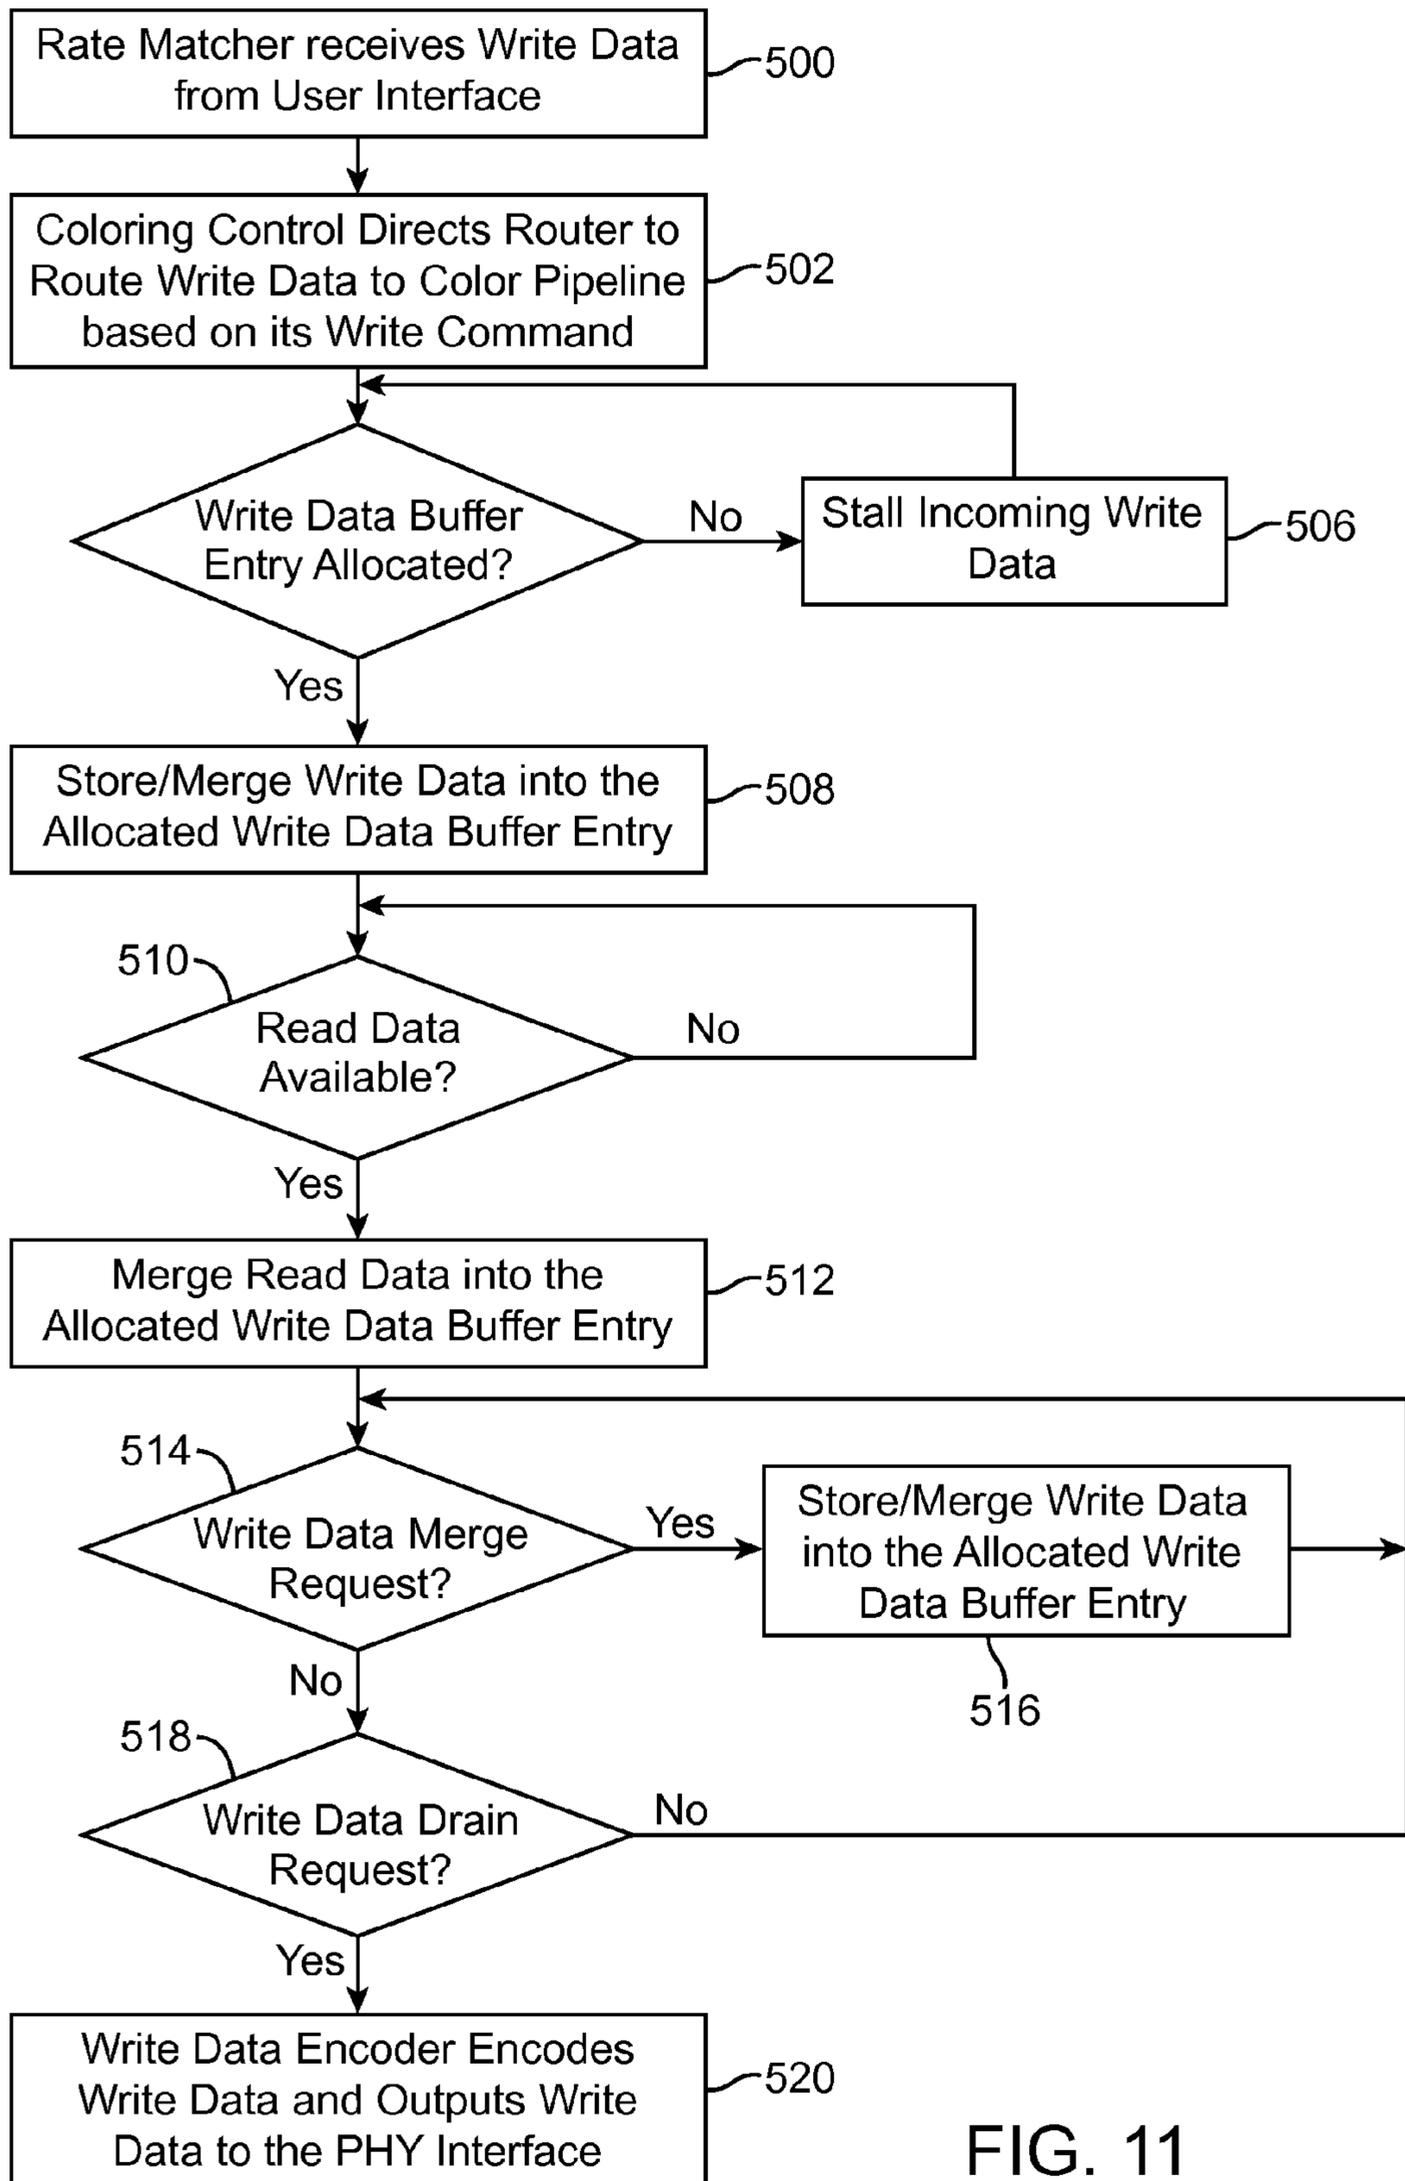 Rate Matcher receives Write Data
from User Interface
500
Coloring Control Directs Router to
Route Write Data to Color Pipeline
based on its Write Command
502
Write Data Buffer
Entry Allocated?
No
Stall Incoming Write
Data
506
Yes
Store/Merge Write Data into the
Allocated Write Data Buffer Entry
508
510
Read Data
Available?
No
Yes
Merge Read Data into the
Allocated Write Data Buffer Entry
512
514
Write Data Merge
Request?
Yes
Store/Merge Write Data
into the Allocated Write
Data Buffer Entry
516
No
518
Write Data Drain
Request?
No
Yes
Write Data Encoder Encodes
Write Data and Outputs Write
Data to the PHY Interface
520
FIG. 11